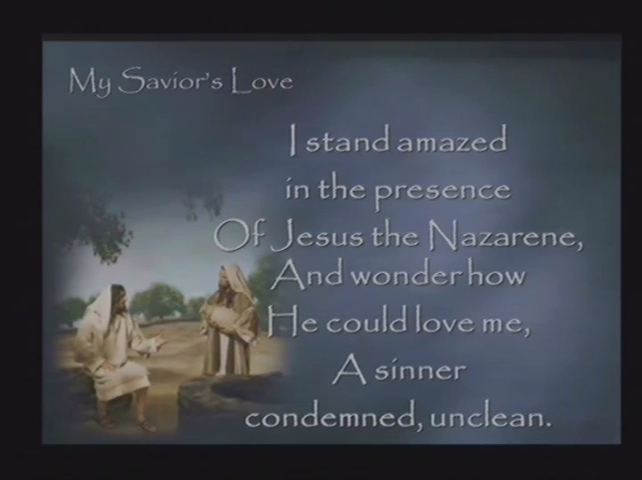 My Savior's Love
I stand amazed
in the presence
Of Jesus the Nazarene,
And wonder how
He could love me,
A sinner
condemned, unclean.